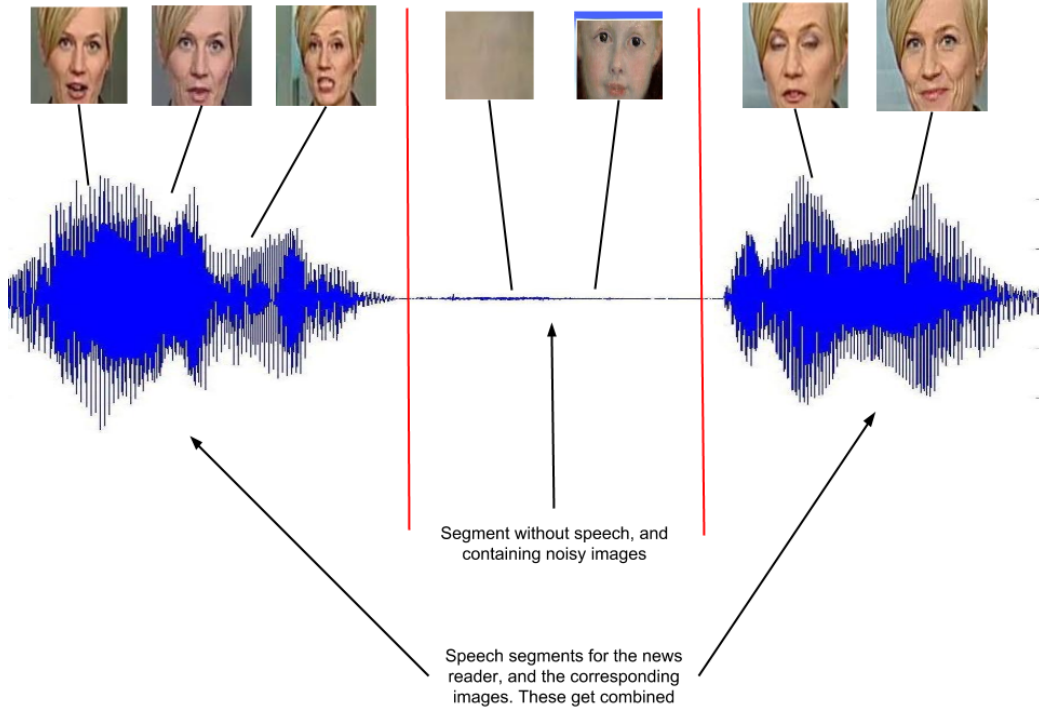 Segment without speech, and
containing noisy images
Speech segments for the news
reader, and the corresponding
images. These get combined